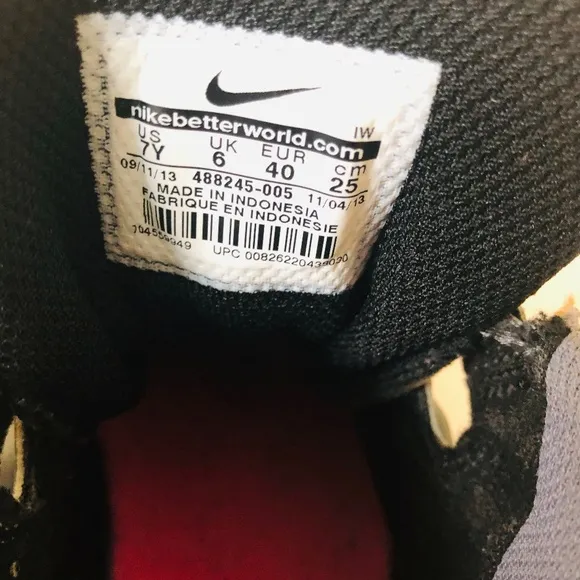 nikebetterworld.com
IW
US UK EUR cm
7Y 6 40 25
09/11/13 488245-005 11/04/13
MADE IN INDONESIA
FABRIQUE EN INDONESIE
UPC